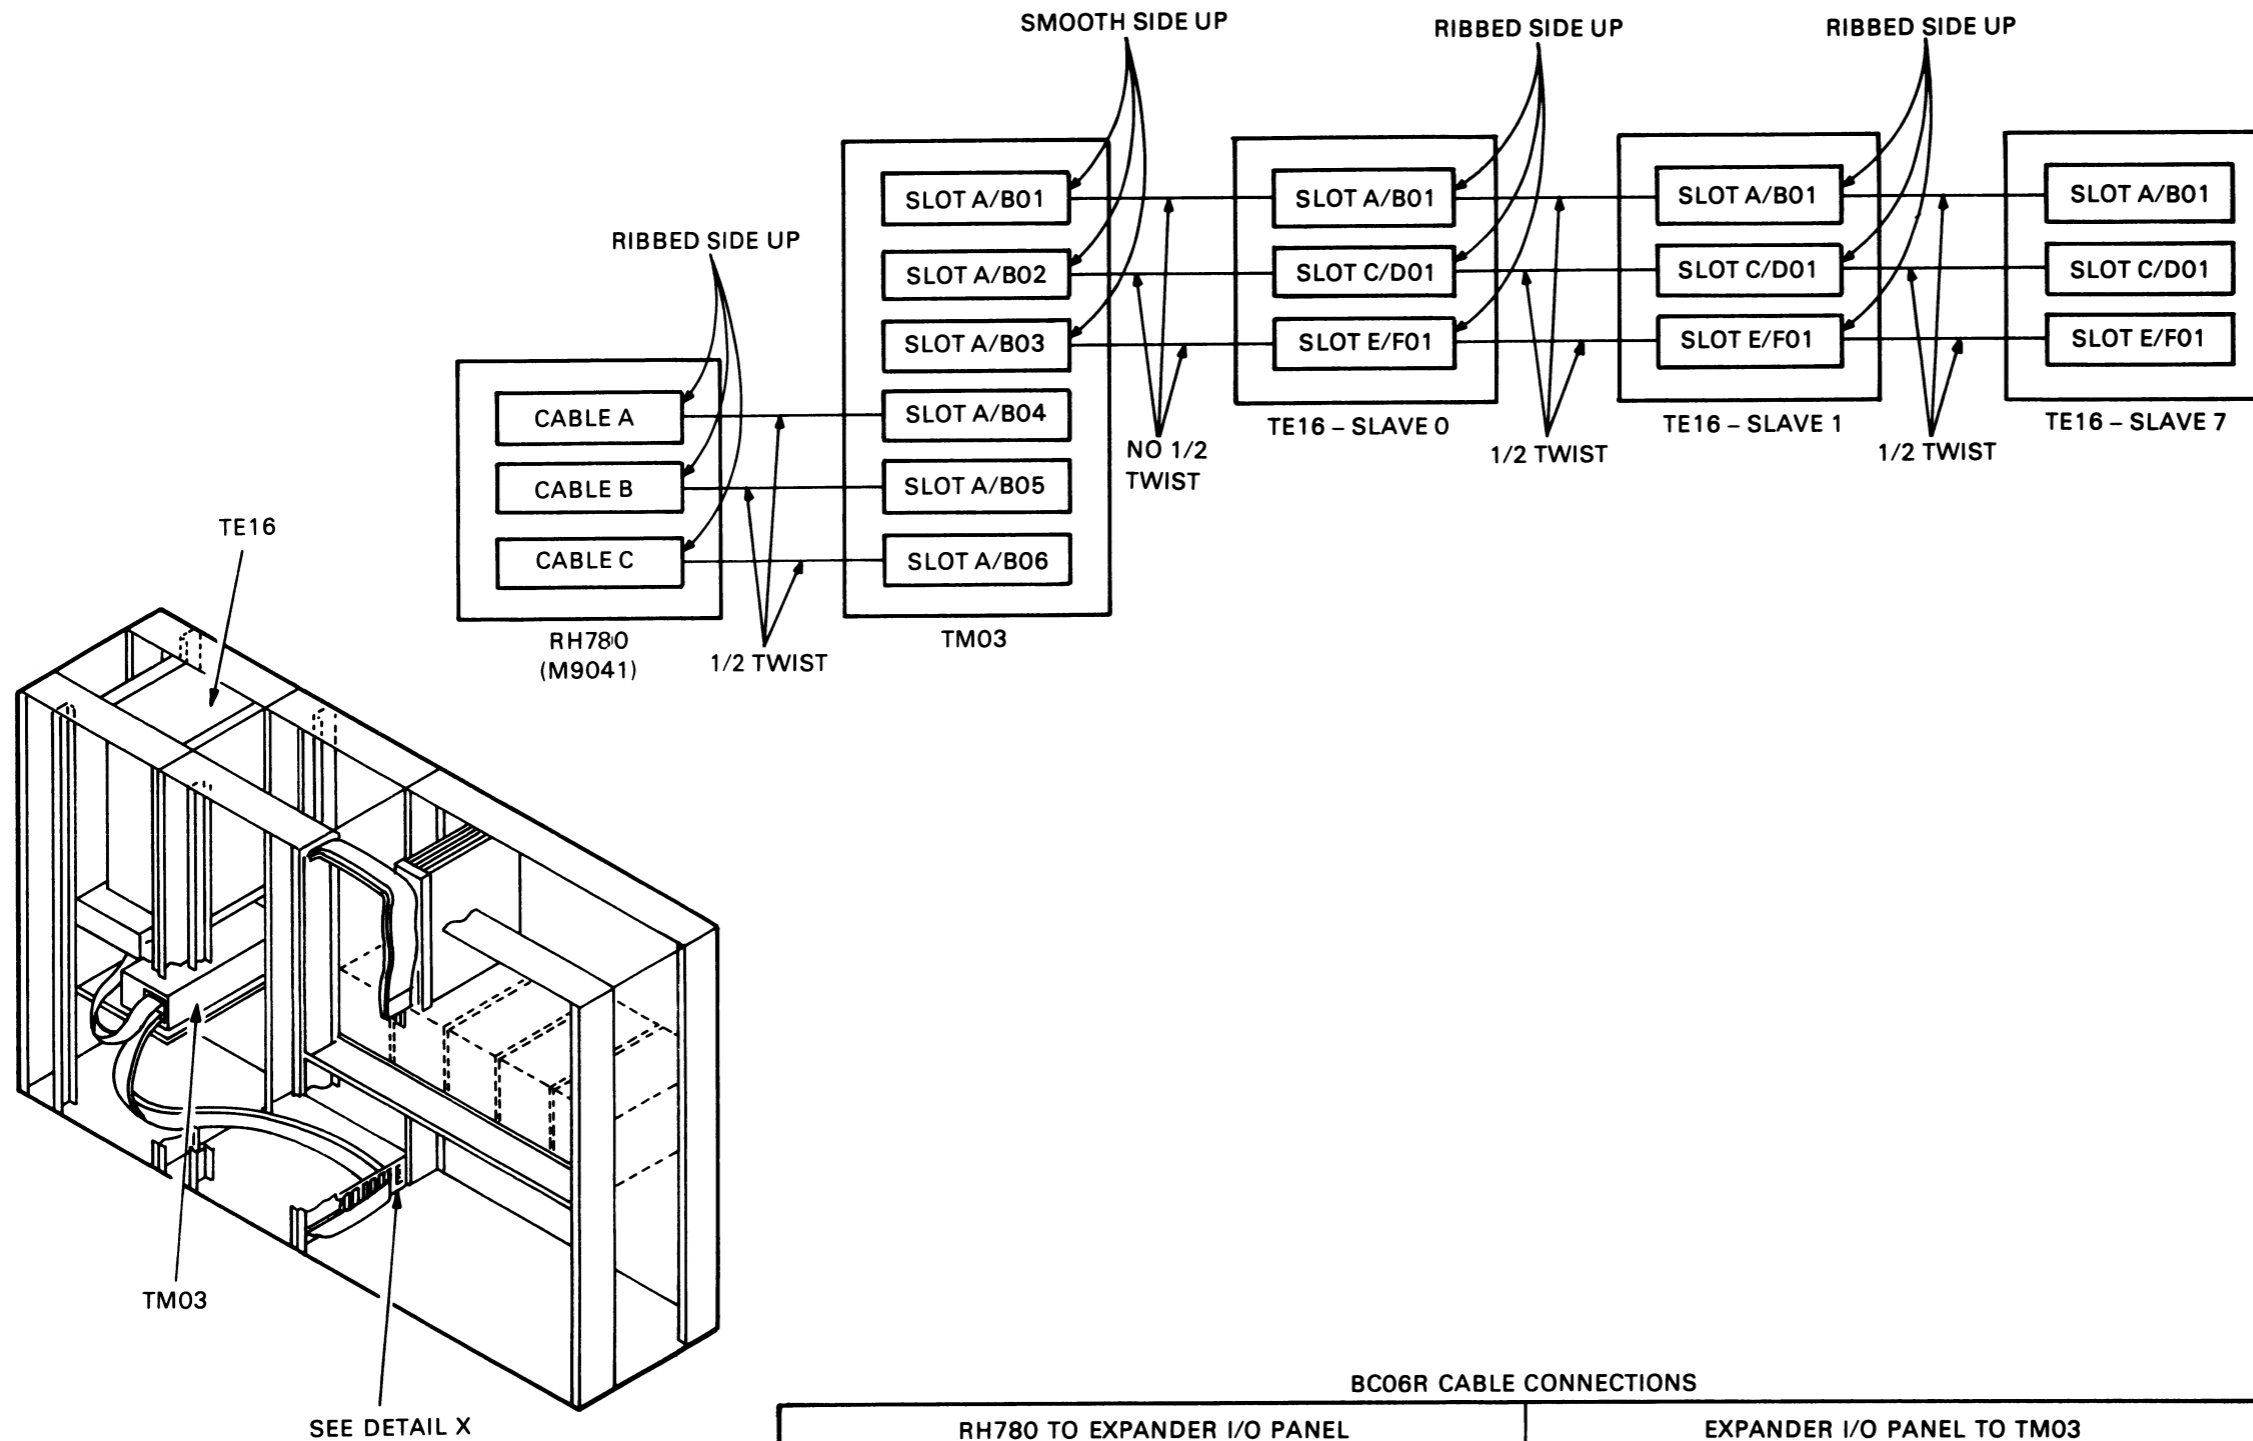 SMOOTH SIDE UP
RIBBED SIDE UP
RIBBED SIDE UP
SLOT A/B01
SLOT A/B02
SLOT A/B03
SLOT A/B04
SLOT A/B05
SLOT A/B06
TM03
SLOT A/B01
SLOT C/D01
SLOT E/F01
TE16 – SLAVE 0
SLOT A/B01
SLOT C/D01
SLOT E/F01
TE16 – SLAVE 1
SLOT A/B01
SLOT C/D01
SLOT E/F01
TE16 – SLAVE 7
NO 1/2
TWIST
1/2 TWIST
1/2 TWIST
RIBBED SIDE UP
CABLE A
CABLE B
CABLE C
RH780
(M9041)
1/2 TWIST
TE16
TM03
SEE DETAIL X
BC06R CABLE CONNECTIONS
RH780 TO EXPANDER I/O PANEL
EXPANDER I/O PANEL TO TM03